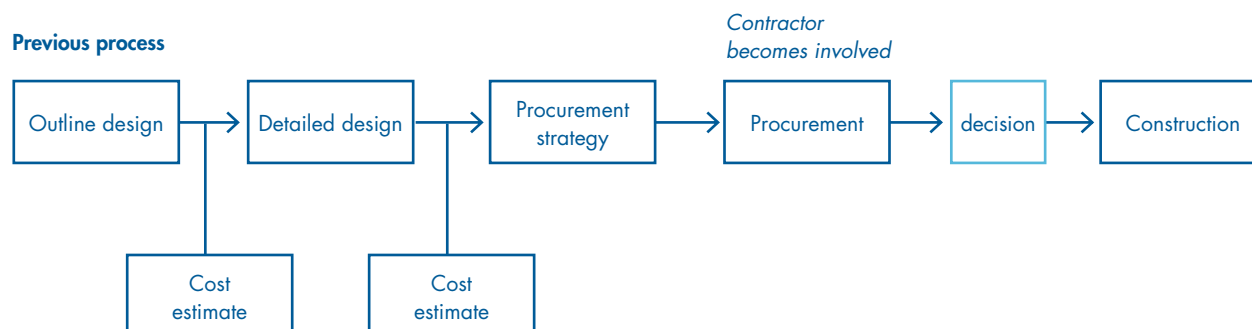 Contractor
becomes involved
Previous process
Outline design
Detailed design
Procurement
strategy
Procurement
decision
Construction
Cost
estimate
Cost
estimate